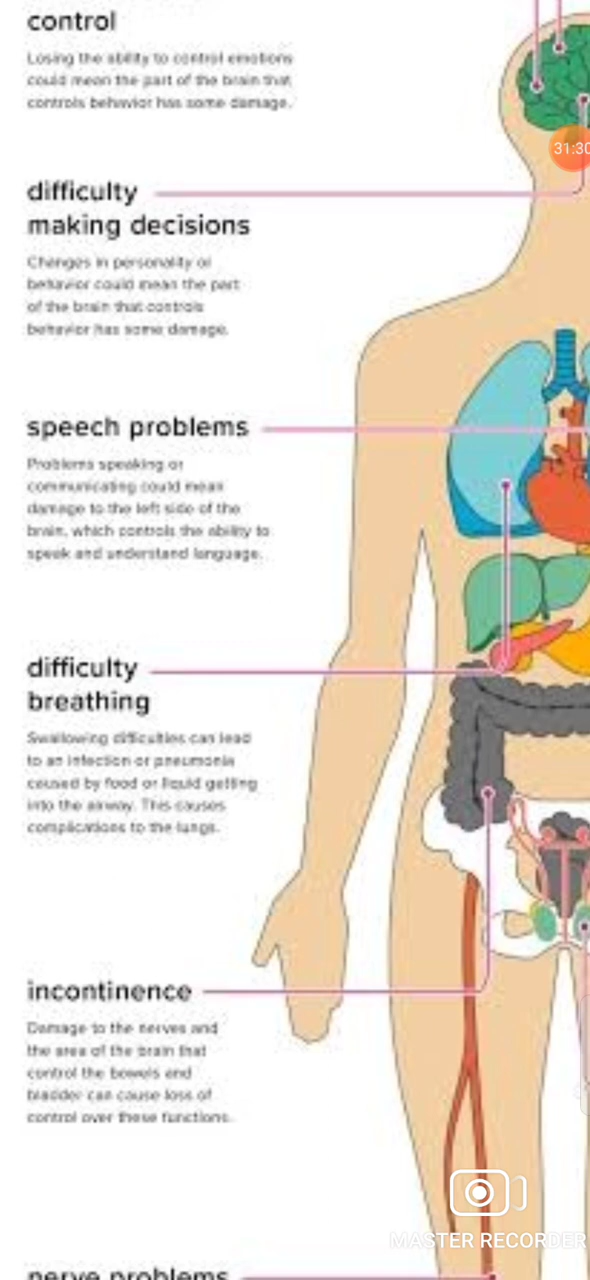 control
Losing the ability to control emotions
could mean the part of the brain that
controls behavior has some damage.
31:30
difficulty
making decisions
Changes in personality or
behavior could mean the part
of the brain that controls
behavior has some damage.
speech problems
Problems speaking or
communicating could mean
damage to the left side of the
brain, which controls the ability to
speak and understand language.
difficulty
breathing
Swallowing difficulties can lead
to an infection or pneumonia
caused by food or liquid getting
into the airway. This causes
complications to the lungs.
incontinence
Damage to the nerves and
the area of the brain that
control the bowels and
bladder can cause loss of
control over these functions.
MASTER RECORDER
nerve problems